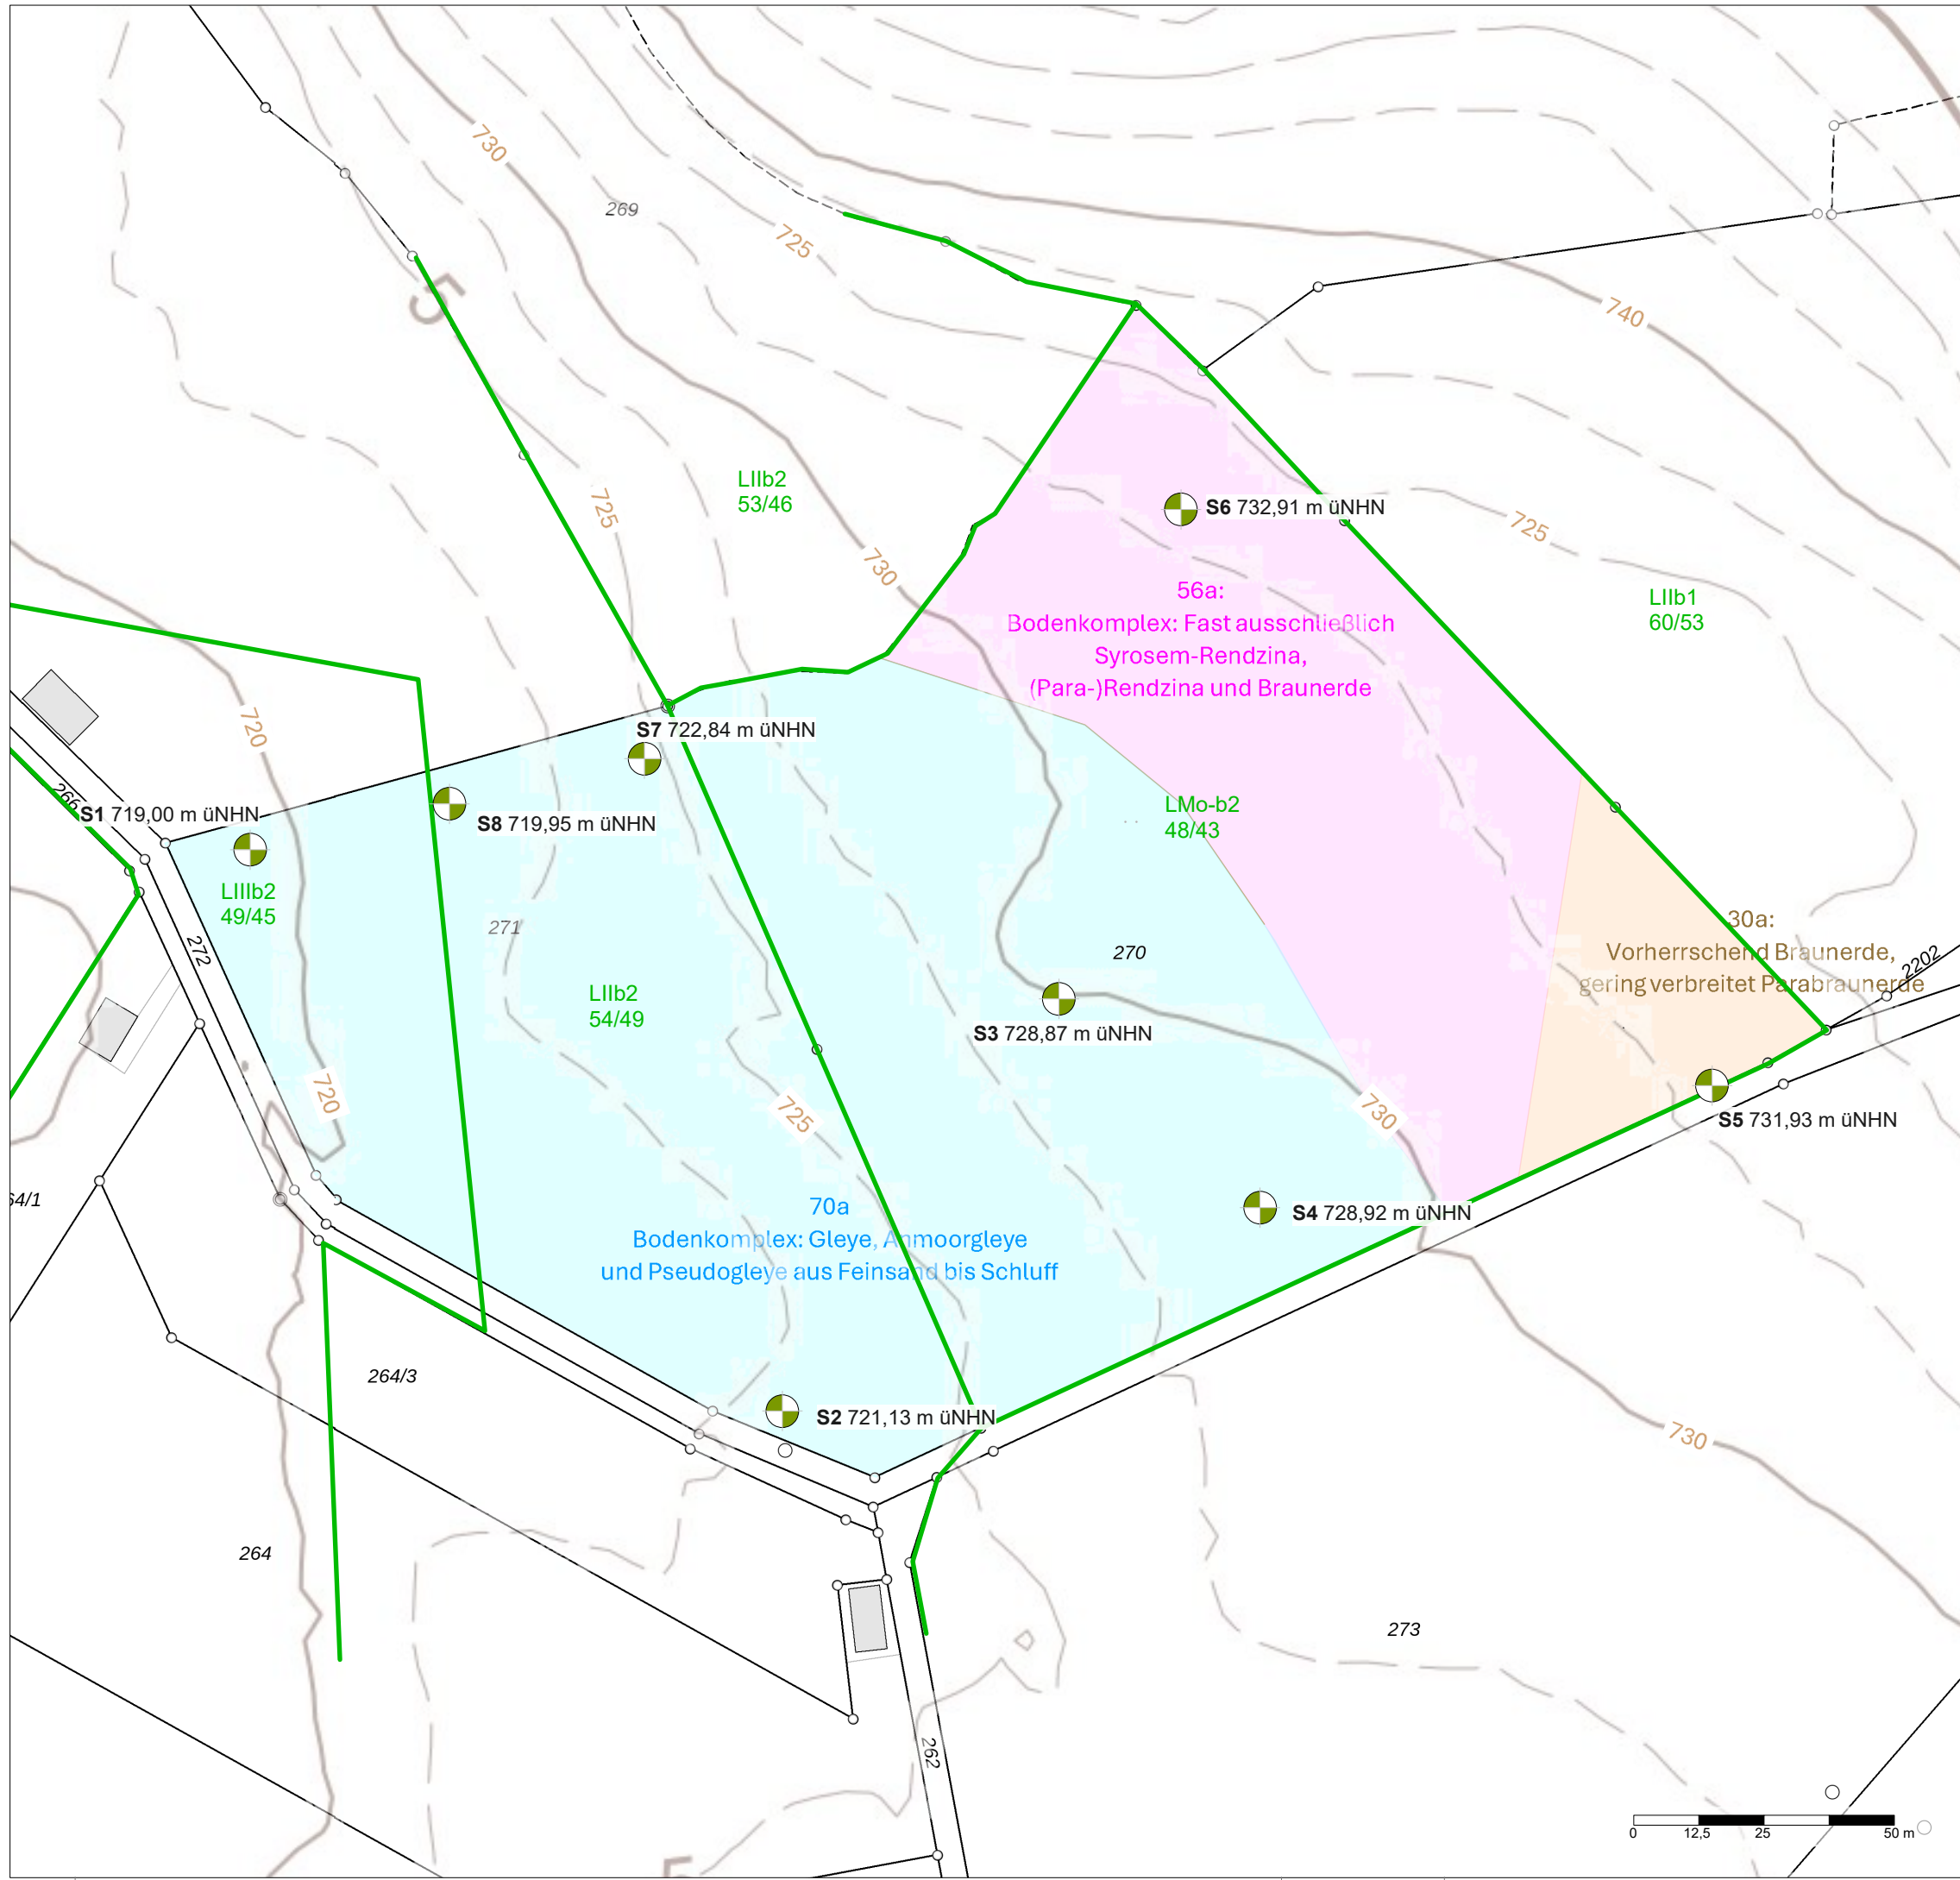 730
269
725
5
740
LIIb2
53/46
725
S6 732,91 m üNHN
725
730
56a:
Bodenkomplex: Fast ausschließlich
Syrosem-Rendzina,
(Para-)Rendzina und Braunerde
LIIb1
60/53
720
S7 722,84 m üNHN
266
S1 719,00 m üNHN
S8 719,95 m üNHN
LMo-b2
48/43
LIIIb2
49/45
271
272
270
30a:
Vorherrschend Braunerde,
gering verbreitet Parabraunerde
2202
LIIb2
54/49
S3 728,87 m üNHN
720
725
730
S5 731,93 m üNHN
64/1
70a
Bodenkomplex: Gleye, Anmoorgleye
und Pseudogleye aus Feinsand bis Schluff
S4 728,92 m üNHN
264/3
S2 721,13 m üNHN
730
264
273
262
0 12,5 25 50 m
5